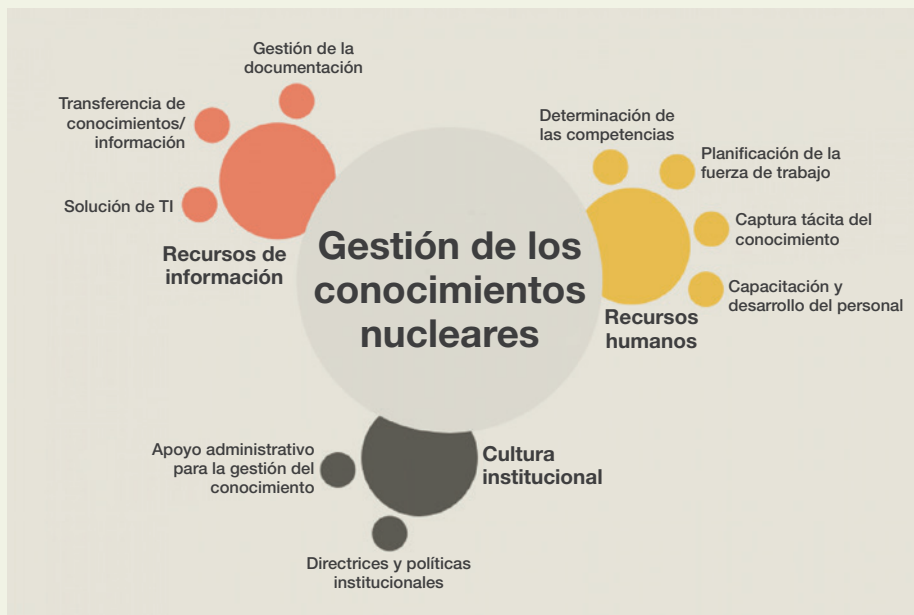 Gestión de la
documentación
Transferencia de
conocimientos/
información
Solución de TI
Recursos de
información
Gestión de los
conocimientos
nucleares
Determinación de
las competencias
Planificación de la
fuerza de trabajo
Captura tácita del
conocimiento
Capacitación y
desarrollo del personal
Recursos
humanos
Apoyo administrativo
para la gestión del
conocimiento
Cultura
institucional
Directrices y políticas
institucionales